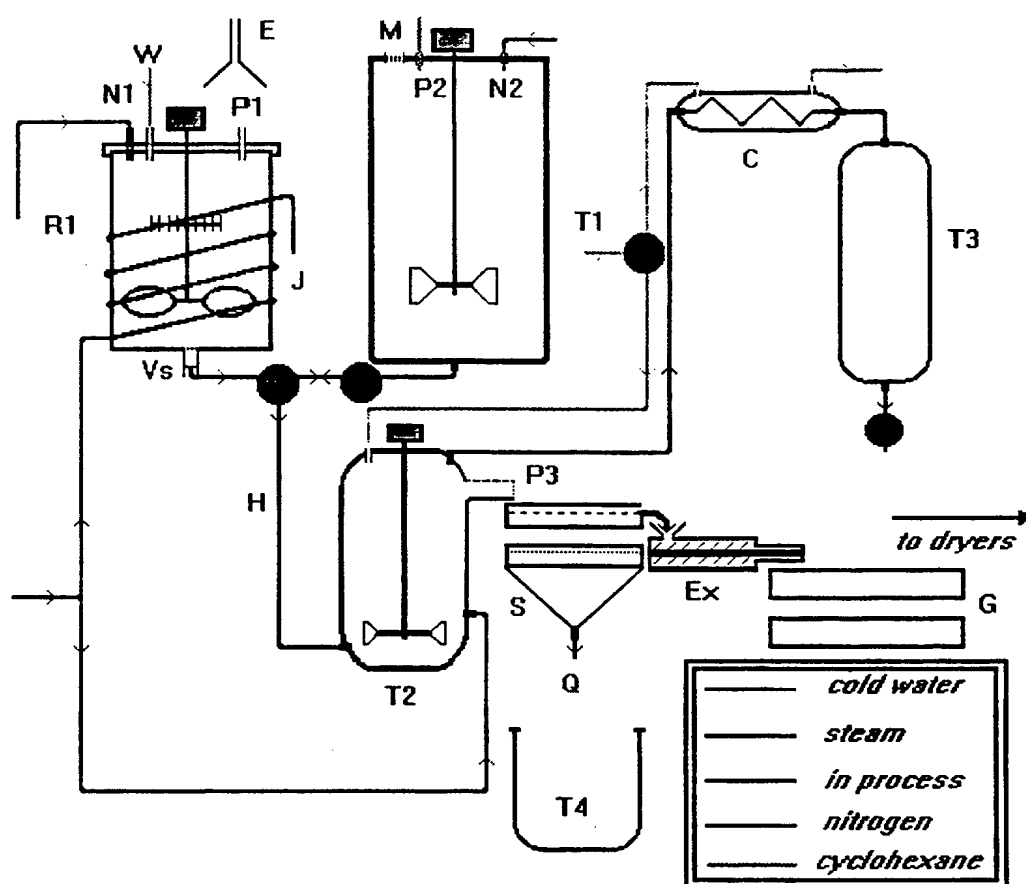 M
E
W
N1
P1
P2
N2
C
R1
T1
T3
J
Vs
P3
H
to dryers
S
Ex
G
T2
Q
cold water
steam
in process
T4
nitrogen
cyclohexane